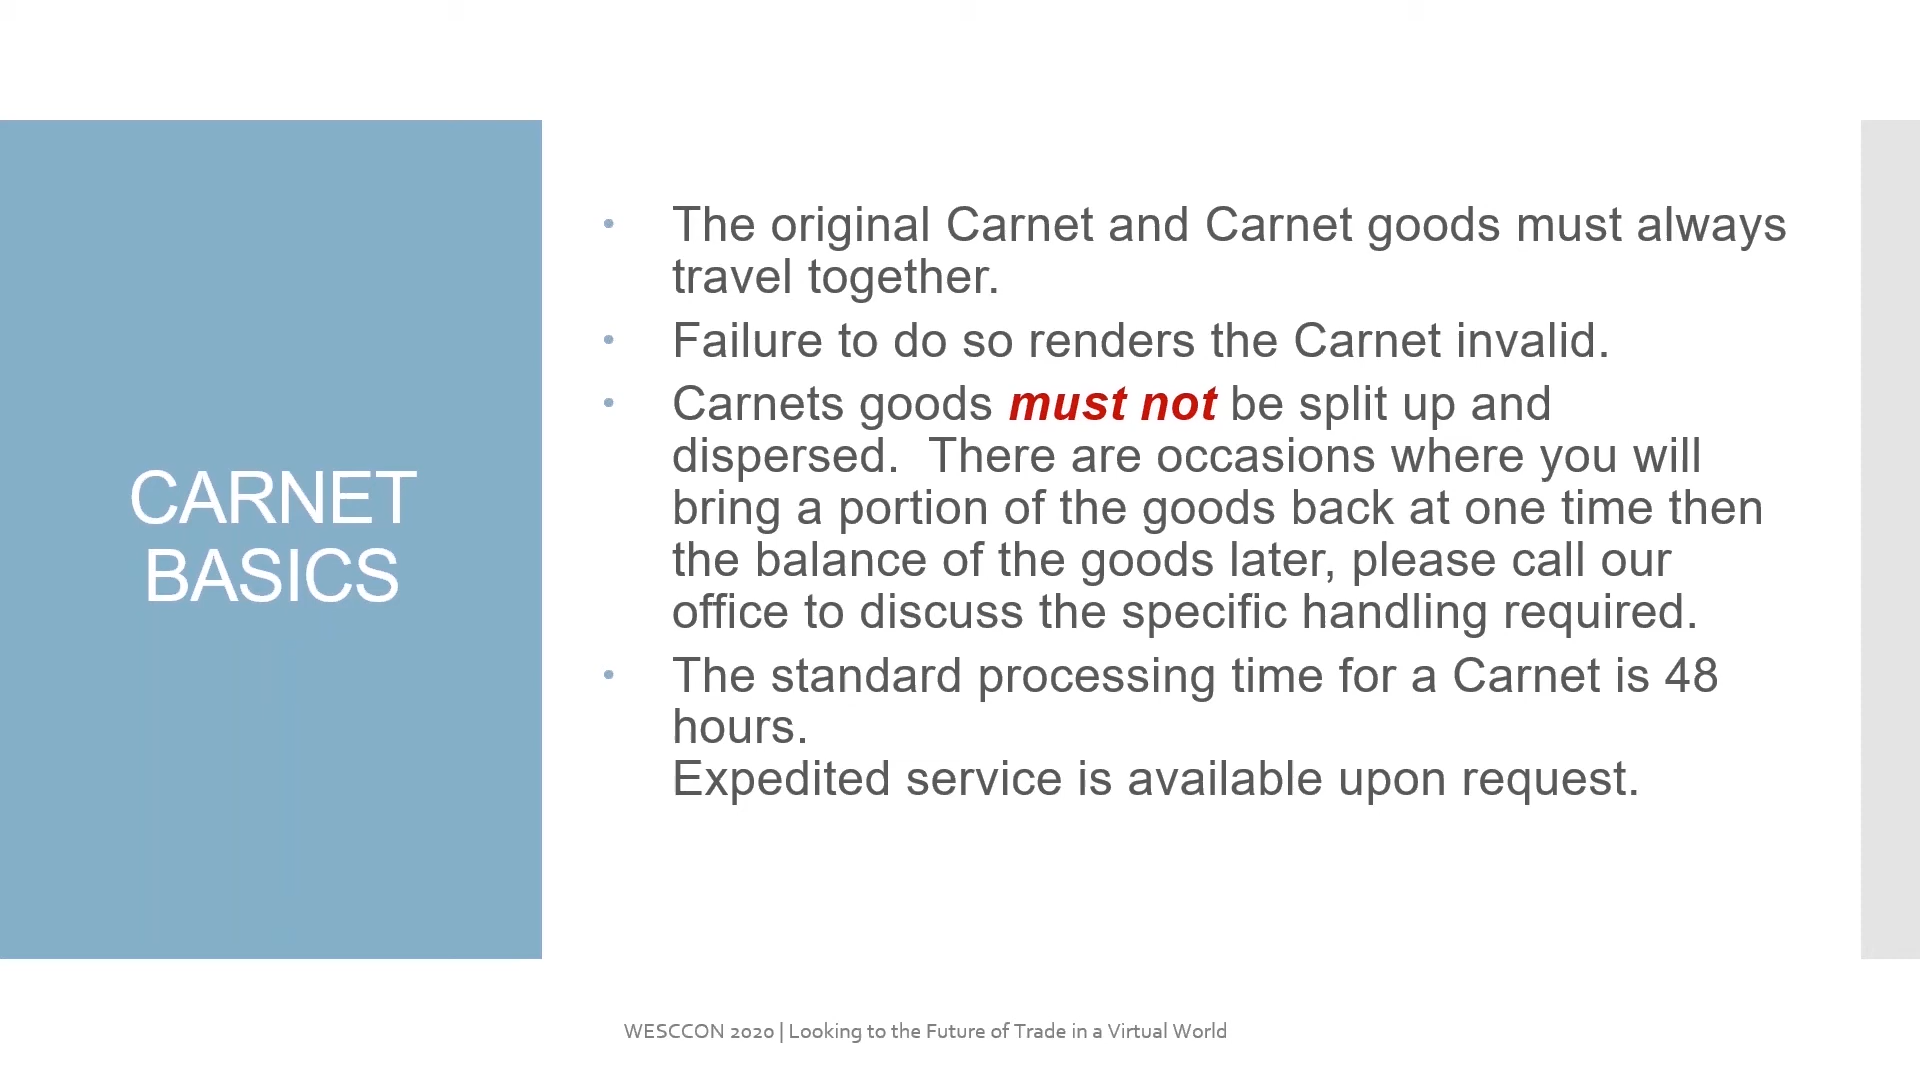 CARNET
BASICS
The original Carnet and Carnet goods must always
travel together.
Failure to do so renders the Carnet invalid.
Carnets goods must not be split up and
dispersed.  There are occasions where you will
bring a portion of the goods back at one time then
the balance of the goods later, please call our
office to discuss the specific handling required.
The standard processing time for a Carnet is 48
hours.
Expedited service is available upon request.
WESCCON 2020 | Looking to the Future of Trade in a Virtual World